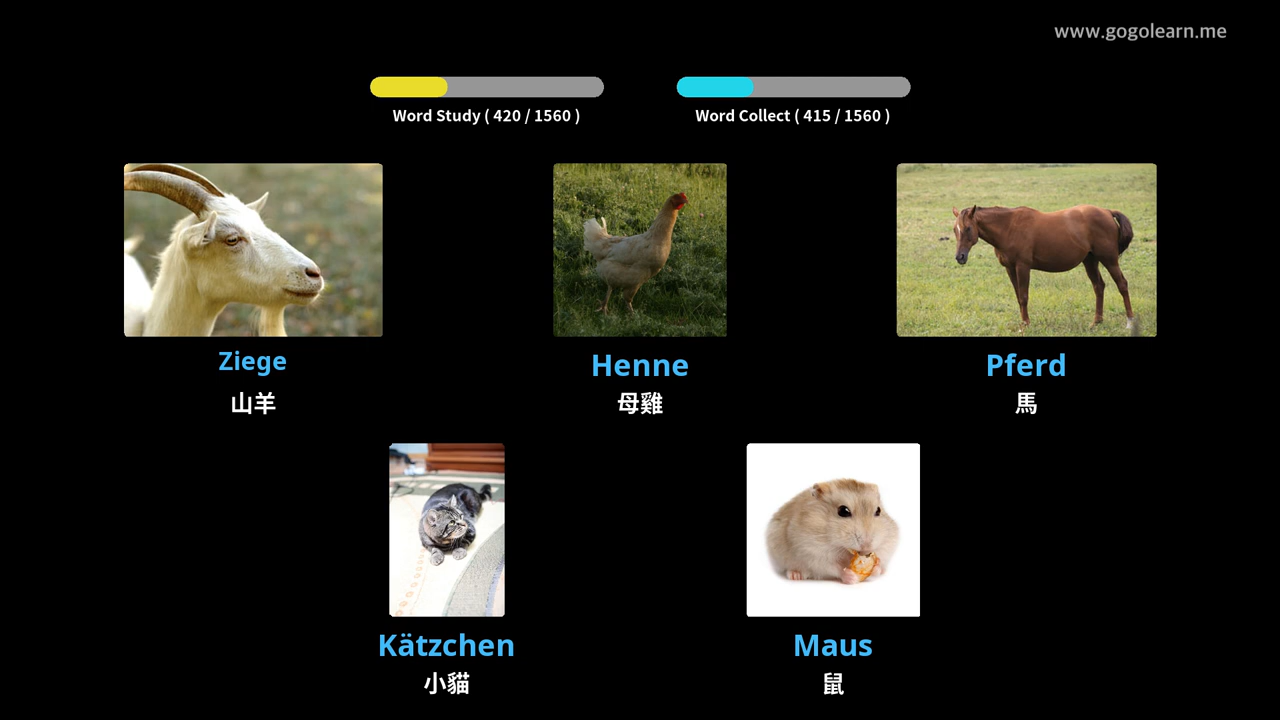 www.gogolearn.me
Word Study ( 420 / 1560 )
Word Collect ( 415 / 1560 )
Ziege
山羊
Henne
母雞
Pferd
馬
Kätzchen
小貓
Maus
鼠